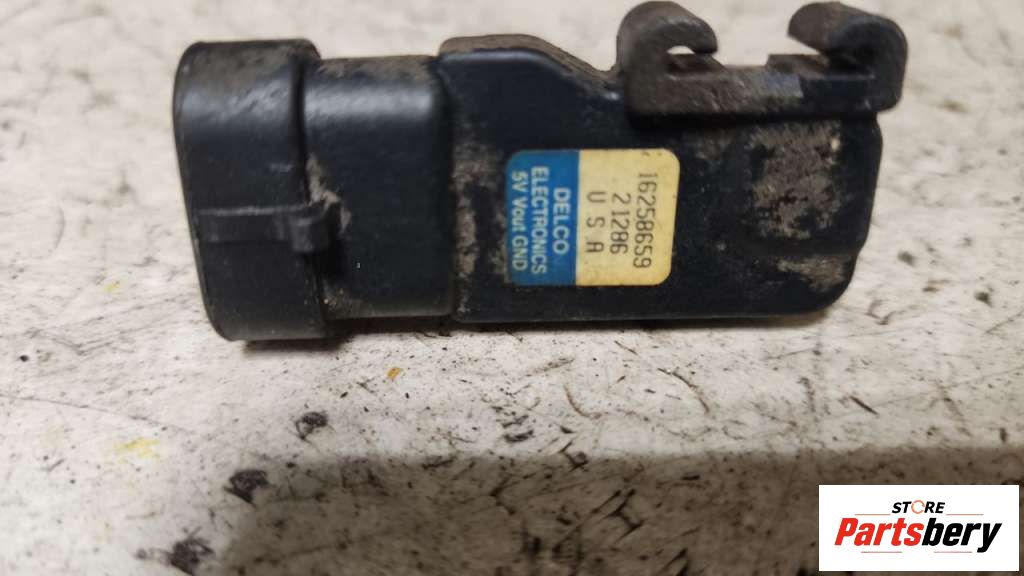 DELCO
ELECTRONICS
5V Vout GND
16258659
21286
U S A
STORE
Partsbery